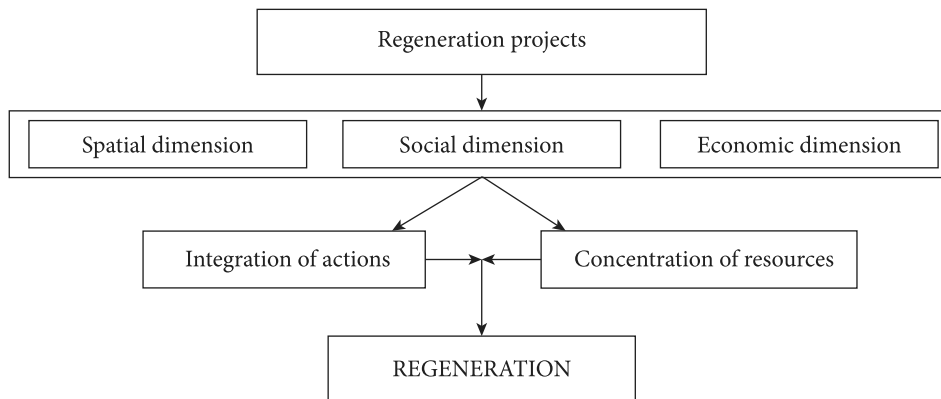 Regeneration projects
Spatial dimension
Social dimension
Economic dimension
Integration of actions
Concentration of resources
REGENERATION